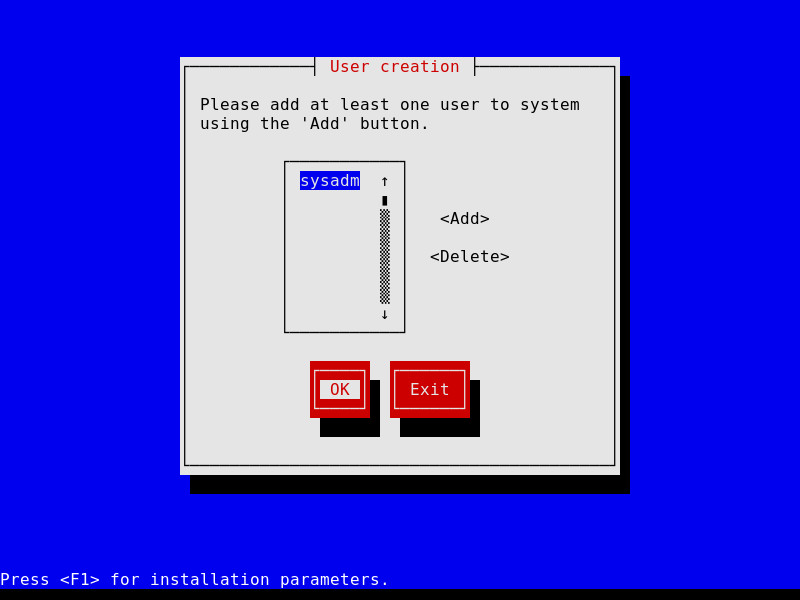 User creation
Please add at least one user to system
using the 'Add' button.
sysadm ↑
<Add>
<Delete>
↓
OK Exit
Press <F1> for installation parameters.